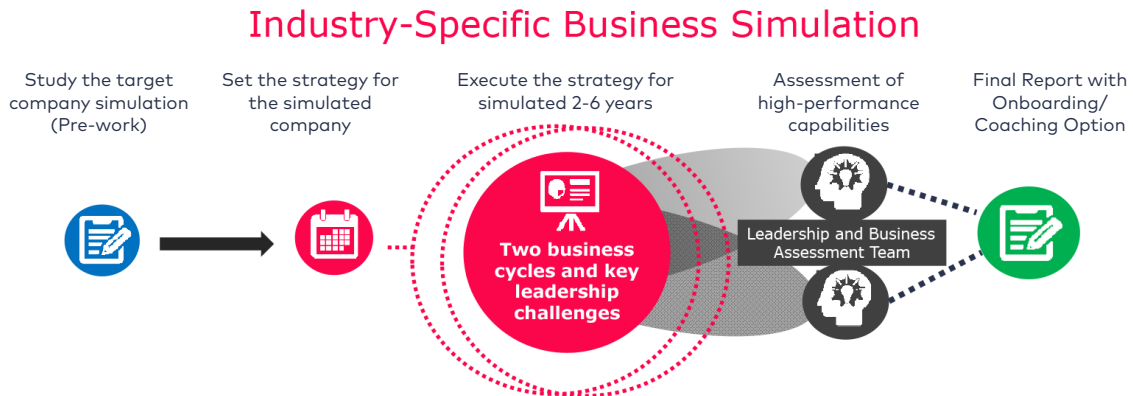 Industry-Specific Business Simulation
Study the target
company simulation
(Pre-work)
Set the strategy for
the simulated
company
Execute the strategy for
simulated 2-6 years
Assessment of
high-performance
capabilities
Final Report with
Onboarding/
Coaching Option
Two business
cycles and key
leadership
challenges
Leadership and Business
Assessment Team